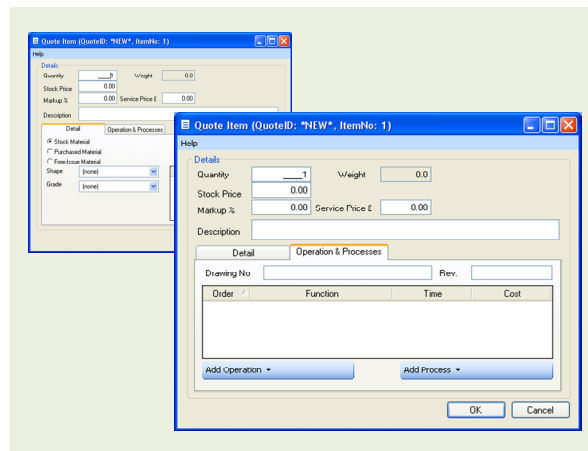 Quote Item (QuoteID: *NEW*, ItemNo: 1)
Help
Details
Quantity 1 Weight 0.0
Stock Price 0.00
Markup % 0.00 Service Price £ 0.00
Description
Detail Operation & Processes
Stock Material
Purchased Material
Free-Issue Material
Shape (none)
Grade (none)
Quote Item (QuoteID: *NEW*, ItemNo: 1)
Help
Details
Quantity ___1 Weight 0.0
Stock Price 0.00
Markup % 0.00 Service Price £ 0.00
Description
Detail Operation & Processes
Drawing No Rev.
Order Function Time Cost
Add Operation Add Process
OK Cancel